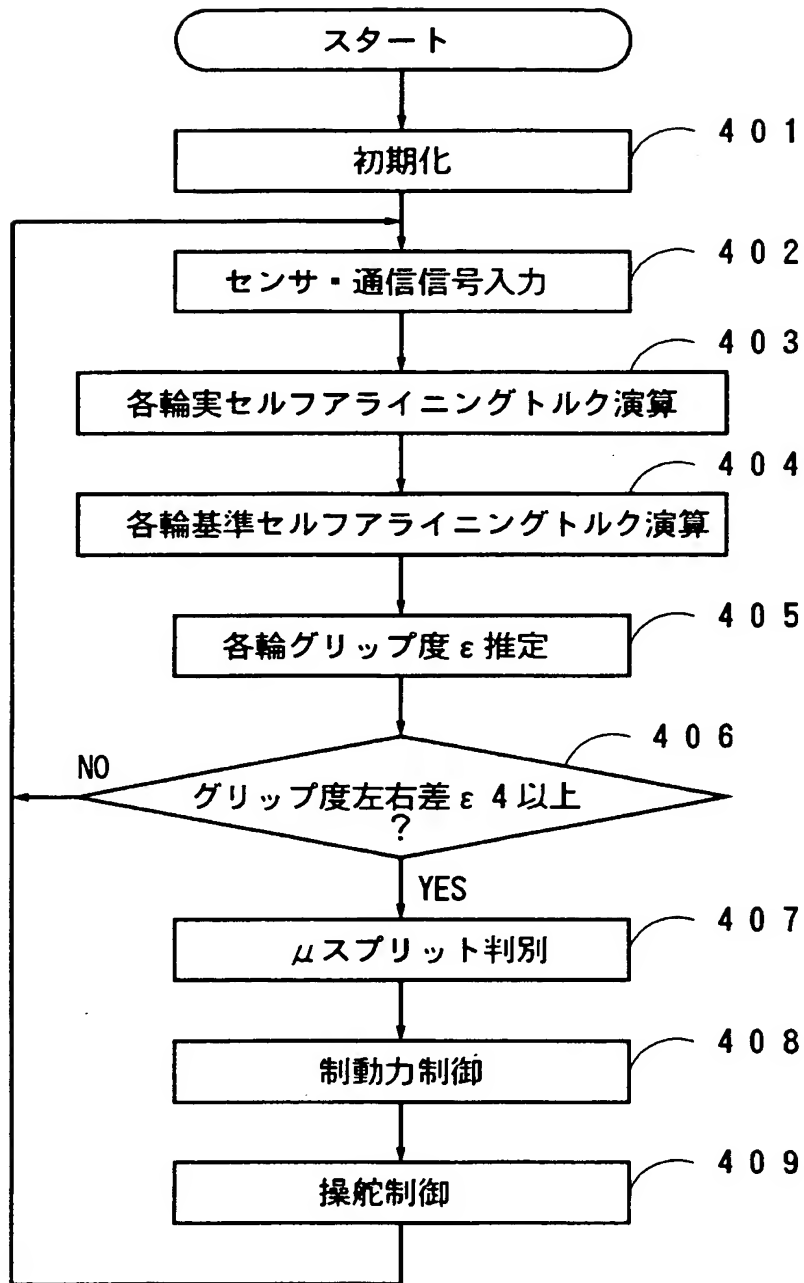 スタート
401
初期化
402
センサ・通信信号入力
403
各輪実セルフアライニングトルク演算
404
各輪基準セルフアライニングトルク演算
405
各輪グリップ度ε推定
406
NO
グリップ度左右差ε4以上
?
YES
407
μスプリット判別
408
制動力制御
409
操舵制御